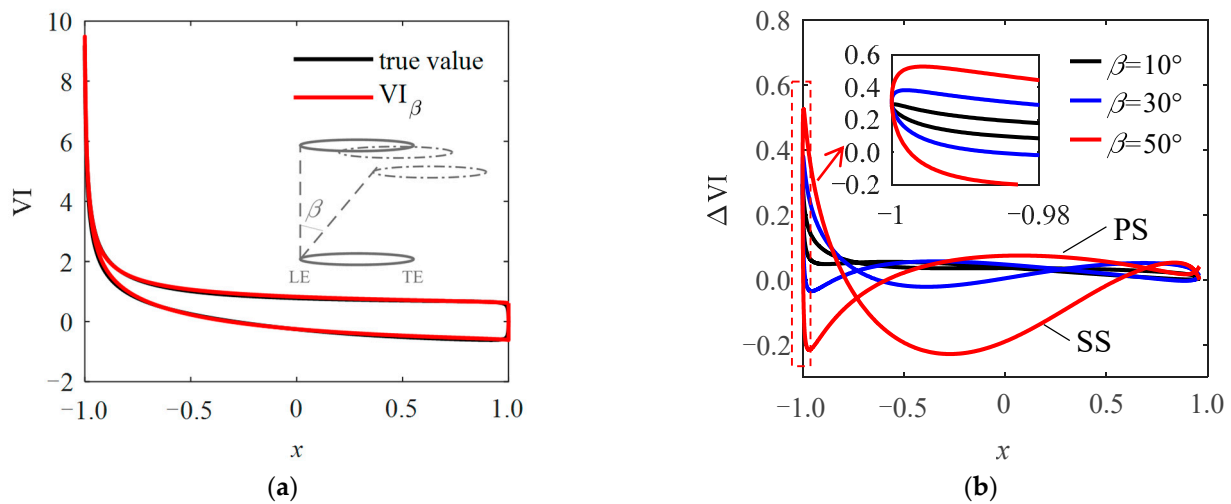 10
8
6
4
2
0
−2
VI
true value
VI_β
β
LE
TE
−1.0
−0.5
0
0.5
1.0
x
(a)
0.8
0.6
0.4
0.2
0.0
−0.2
ΔVI
0.6
0.4
0.2
0.0
−0.2
−1
−0.98
β=10°
β=30°
β=50°
PS
SS
−1.0
−0.5
0
0.5
1.0
x
(b)